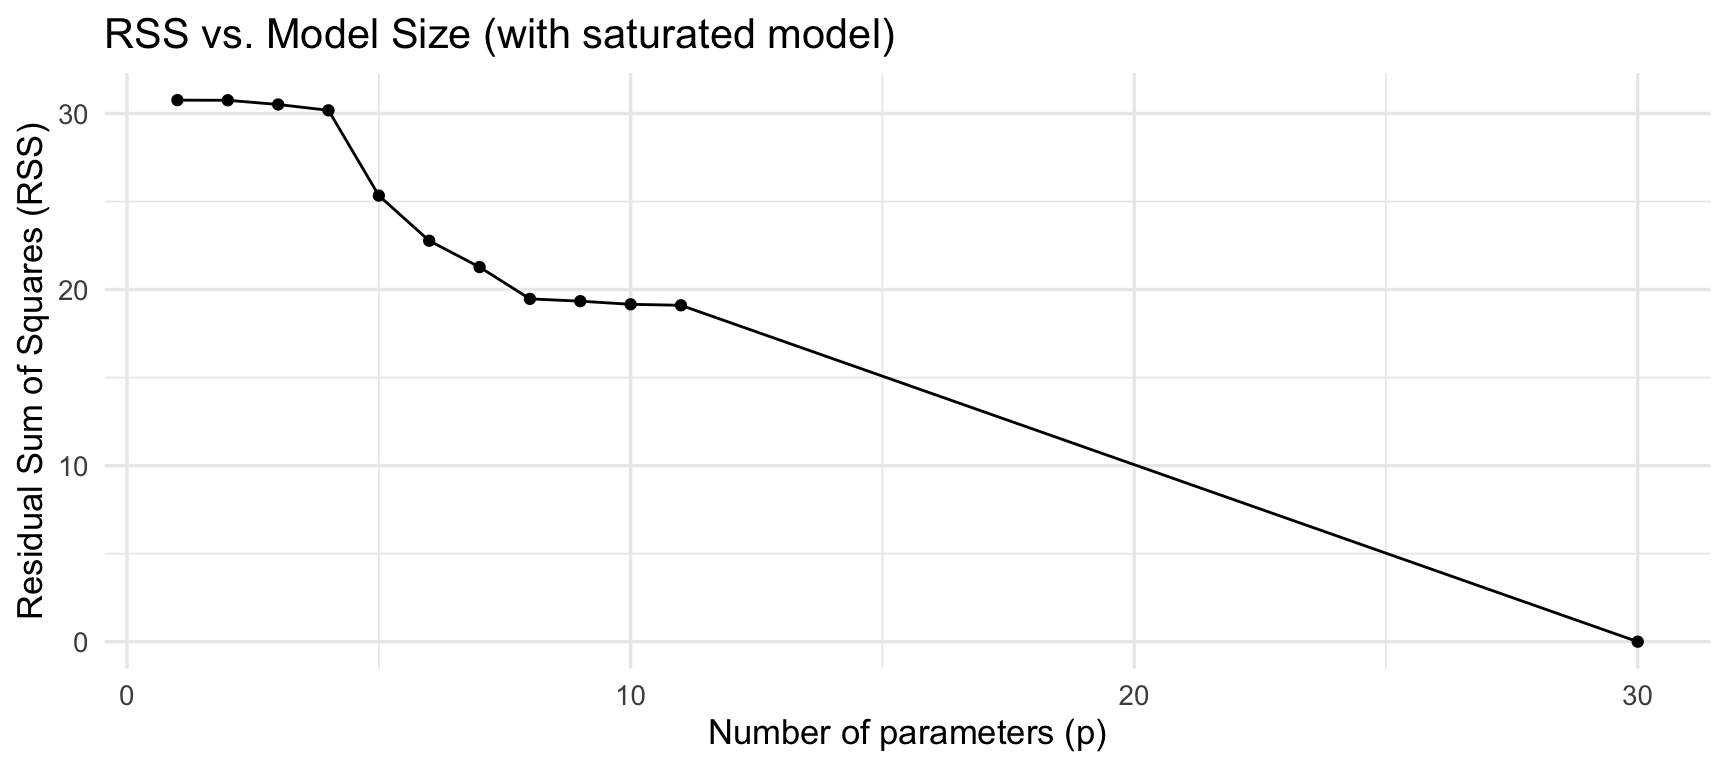 RSS vs. Model Size (with saturated model)
Residual Sum of Squares (RSS)
30
20
10
0
0 10 20 30
Number of parameters (p)